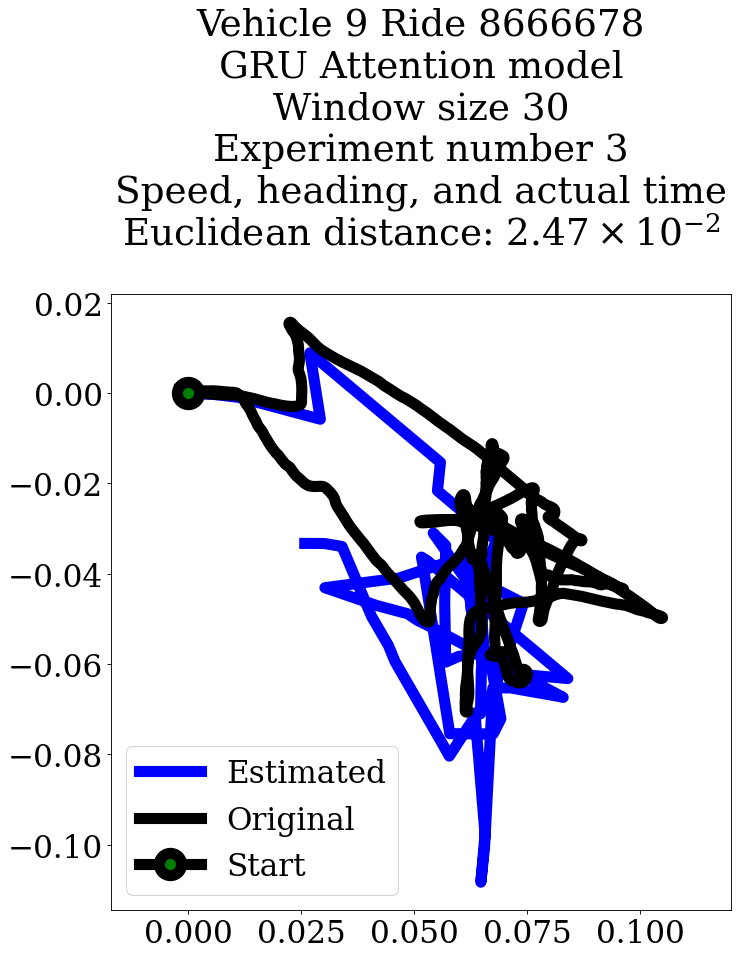 Vehicle 9 Ride 8666678
GRU Attention model
Window size 30
Experiment number 3
Speed, heading, and actual time
Euclidean distance: 2.47 × 10⁻²
0.02
0.00
−0.02
−0.04
−0.06
−0.08
−0.10
Estimated
Original
Start
0.000 0.025 0.050 0.075 0.100